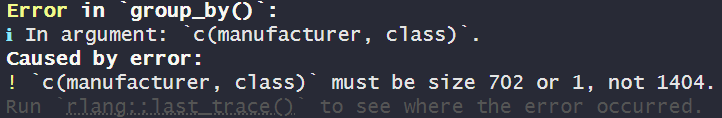 Error in `group_by()`:
ℹ In argument: `c(manufacturer, class)`.
Caused by error:
! `c(manufacturer, class)` must be size 702 or 1, not 1404.
Run `rlang::last_trace()` to see where the error occurred.